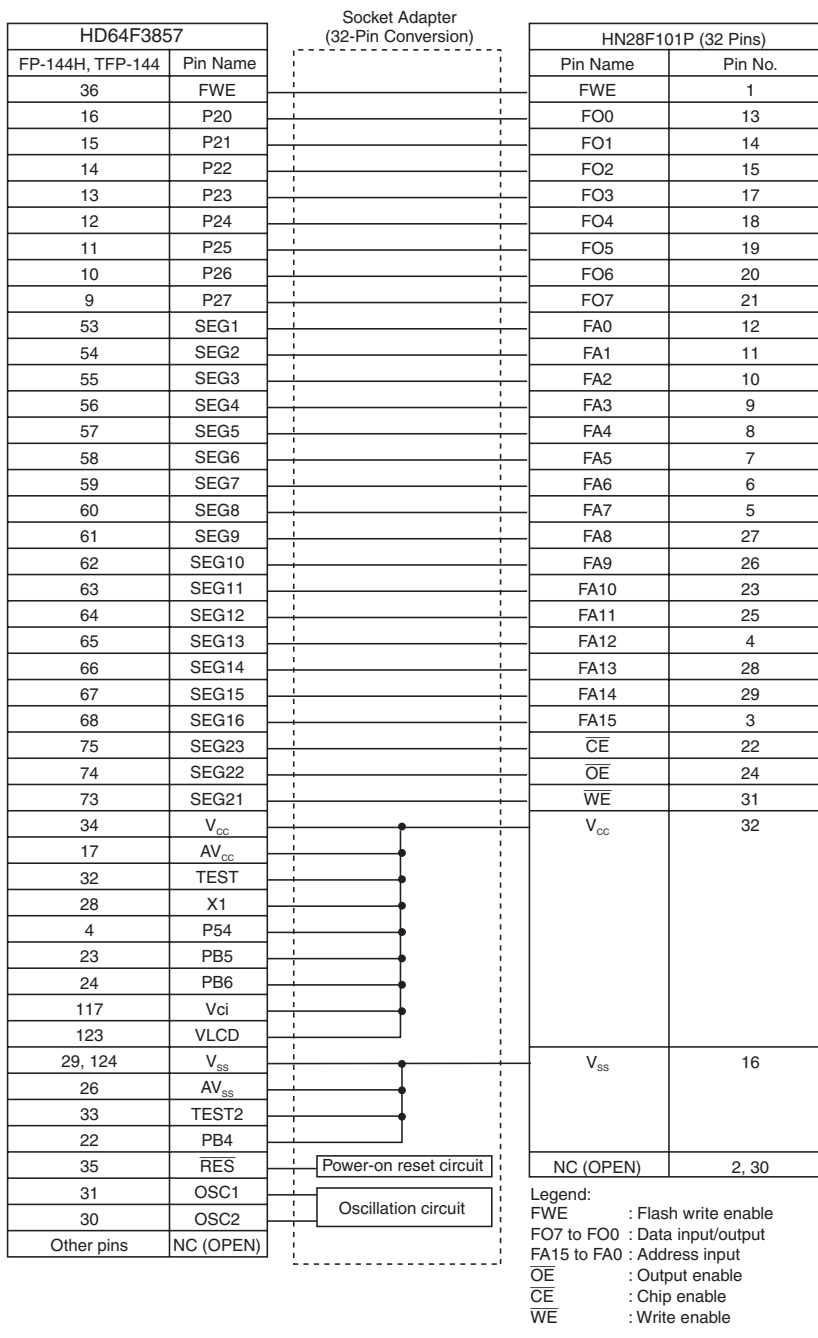 Socket Adapter
(32-Pin Conversion)
HD64F3857 HN28F101P (32 Pins)
FP-144H, TFP-144 Pin Name Pin Name Pin No.
36 FWE FWE 1
16 P20 FO0 13
15 P21 FO1 14
14 P22 FO2 15
13 P23 FO3 17
12 P24 FO4 18
11 P25 FO5 19
10 P26 FO6 20
9 P27 FO7 21
53 SEG1 FA0 12
54 SEG2 FA1 11
55 SEG3 FA2 10
56 SEG4 FA3 9
57 SEG5 FA4 8
58 SEG6 FA5 7
59 SEG7 FA6 6
60 SEG8 FA7 5
61 SEG9 FA8 27
62 SEG10 FA9 26
63 SEG11 FA10 23
64 SEG12 FA11 25
65 SEG13 FA12 4
66 SEG14 FA13 28
67 SEG15 FA14 29
68 SEG16 FA15 3
75 SEG23 C̅E̅ 22
74 SEG22 O̅E̅ 24
73 SEG21 W̅E̅ 31
34 Vcc Vcc 32
17 AVcc
32 TEST
28 X1
4 P54
23 PB5
24 PB6
117 Vci
123 VLCD
29, 124 Vss Vss 16
26 AVss
33 TEST2
22 PB4
35 R̅E̅S̅ Power-on reset circuit NC (OPEN) 2, 30
31 OSC1 Oscillation circuit
30 OSC2
Other pins NC (OPEN)
Legend:
FWE : Flash write enable
FO7 to FO0 : Data input/output
FA15 to FA0 : Address input
O̅E̅ : Output enable
C̅E̅ : Chip enable
W̅E̅ : Write enable